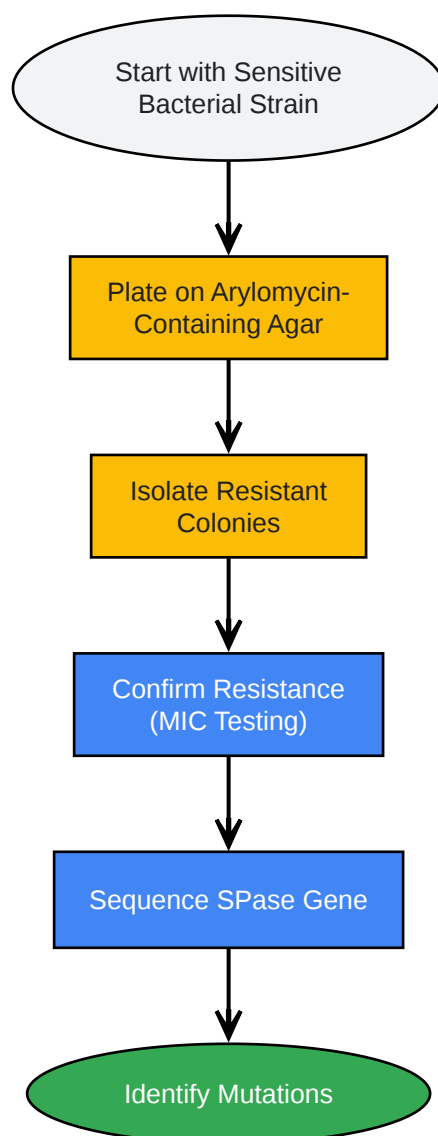 Start with Sensitive
Bacterial Strain
Plate on Arylomycin-
Containing Agar
Isolate Resistant
Colonies
Confirm Resistance
(MIC Testing)
Sequence SPase Gene
Identify Mutations